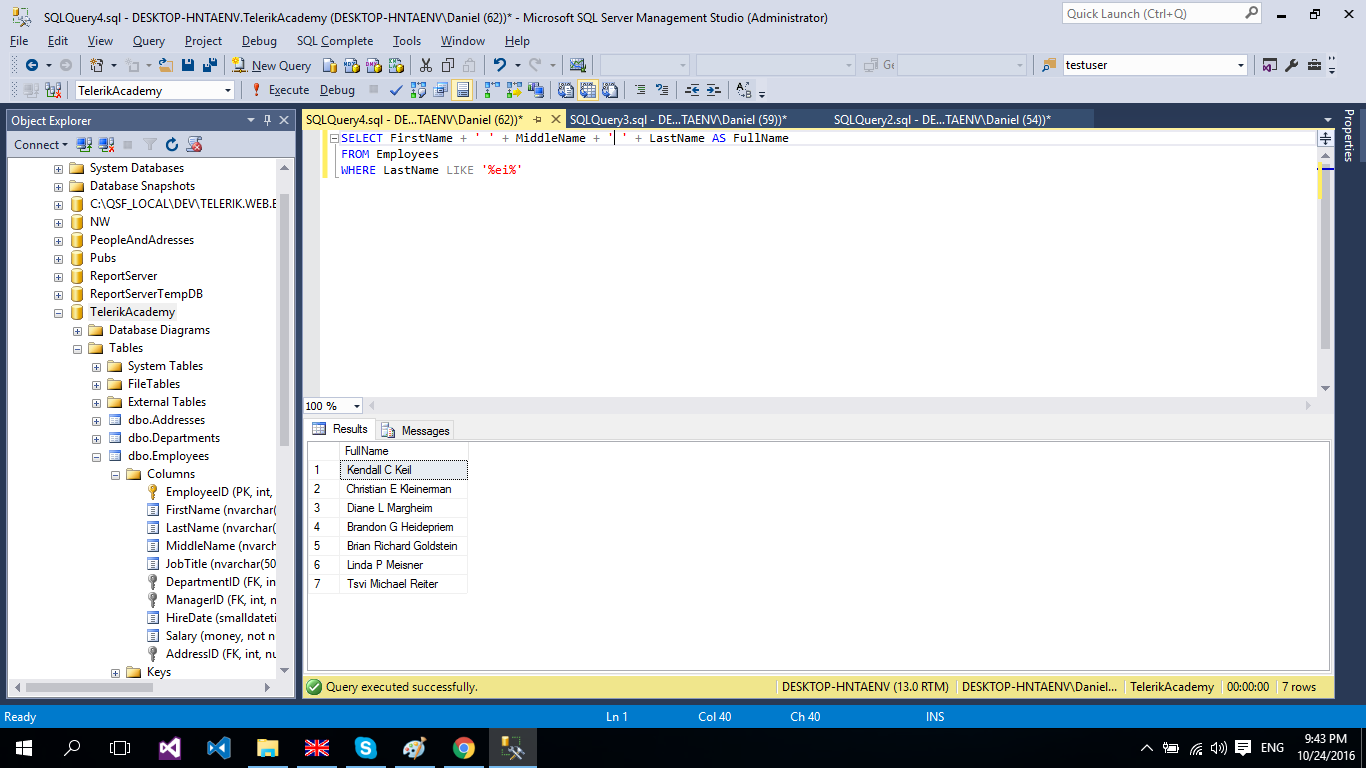 SQLQuery4.sql - DESKTOP-HNTAENV.TelerikAcademy (DESKTOP-HNTAENV\Daniel (62))* - Microsoft SQL Server Management Studio (Administrator)
Quick Launch (Ctrl+Q)
File Edit View Query Project Debug SQL Complete Tools Window Help
New Query
testuser
TelerikAcademy
Execute Debug
Object Explorer
SQLQuery4.sql - DE...TAENV\Daniel (62))*
SQLQuery3.sql - DE...TAENV\Daniel (59))*
SQLQuery2.sql - DE...TAENV\Daniel (54))*
Properties
Connect
System Databases
Database Snapshots
C:\QSF_LOCAL\DEV\TELERIK.WEB.E
NW
PeopleAndAdresses
Pubs
ReportServer
ReportServerTempDB
TelerikAcademy
Database Diagrams
Tables
System Tables
FileTables
External Tables
dbo.Addresses
dbo.Departments
dbo.Employees
Columns
EmployeeID (PK, int,
FirstName (nvarchar(
LastName (nvarchar(
MiddleName (nvarch
JobTitle (nvarchar(50
DepartmentID (FK, in
ManagerID (FK, int, n
HireDate (smalldateti
Salary (money, not n
AddressID (FK, int, nu
Keys
SELECT FirstName + ' ' + MiddleName + ' ' + LastName AS FullName
FROM Employees
WHERE LastName LIKE '%ei%'
100 %
Results Messages
FullName
1 Kendall C Keil
2 Christian E Kleinerman
3 Diane L Margheim
4 Brandon G Heidepriem
5 Brian Richard Goldstein
6 Linda P Meisner
7 Tsvi Michael Reiter
Query executed successfully.
DESKTOP-HNTAENV (13.0 RTM) DESKTOP-HNTAENV\Daniel... TelerikAcademy 00:00:00 7 rows
Ready Ln 1 Col 40 Ch 40 INS
ENG
9:43 PM
10/24/2016